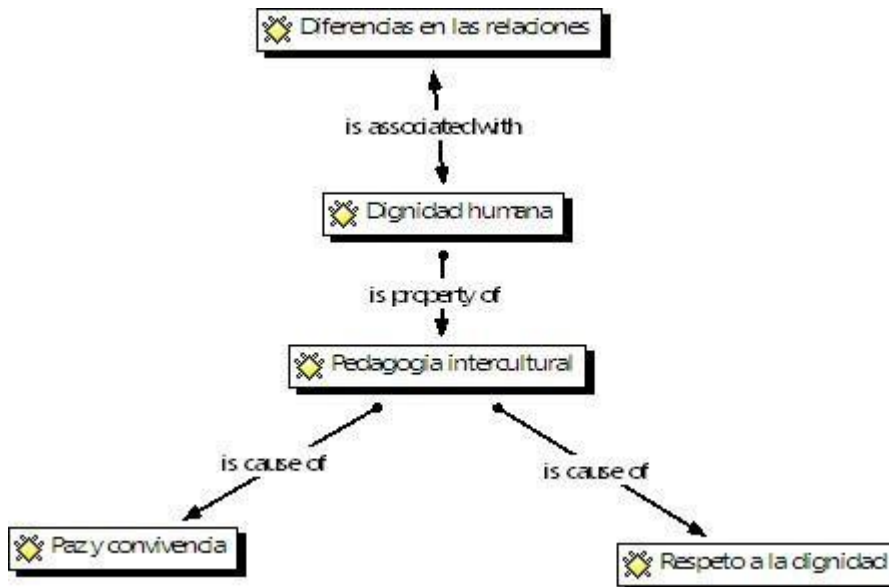 Diferencias en las relaciones
is associated with
Dignidad humana
is property of
Pedagogia intercultural
is cause of
is cause of
Paz y convivencia
Respeto a la dignidad